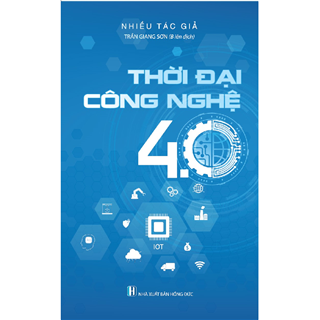 NHIỀU TÁC GIẢ
TRẦN GIANG SƠN (Biên dịch)
THỜI ĐẠI
CÔNG NGHỆ
4.0
IOT
NHÀ XUẤT BẢN HỒNG ĐỨC